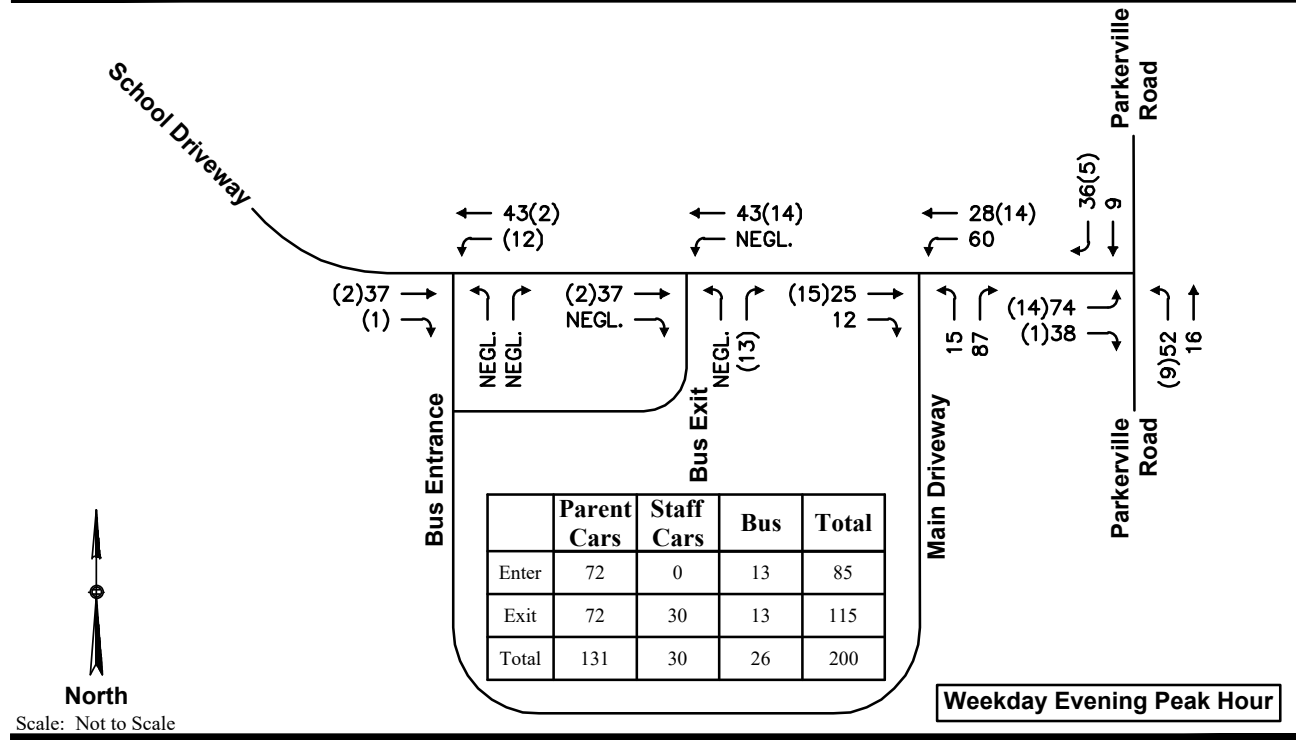 School Driveway
Parkerville
Road
36(5)
9
43(2)
(12)
43(14)
NEGL.
28(14)
60
(2)37
(1)
NEGL.
NEGL.
(2)37
NEGL.
NEGL.
(13)
(15)25
12
15
87
(14)74
(1)38
(9)52
16
Bus Entrance
Bus Exit
Main Driveway
Parkerville
Road
Parent Cars Staff Cars Bus Total
Enter 72 0 13 85
Exit 72 30 13 115
Total 131 30 26 200
North
Scale: Not to Scale
Weekday Evening Peak Hour